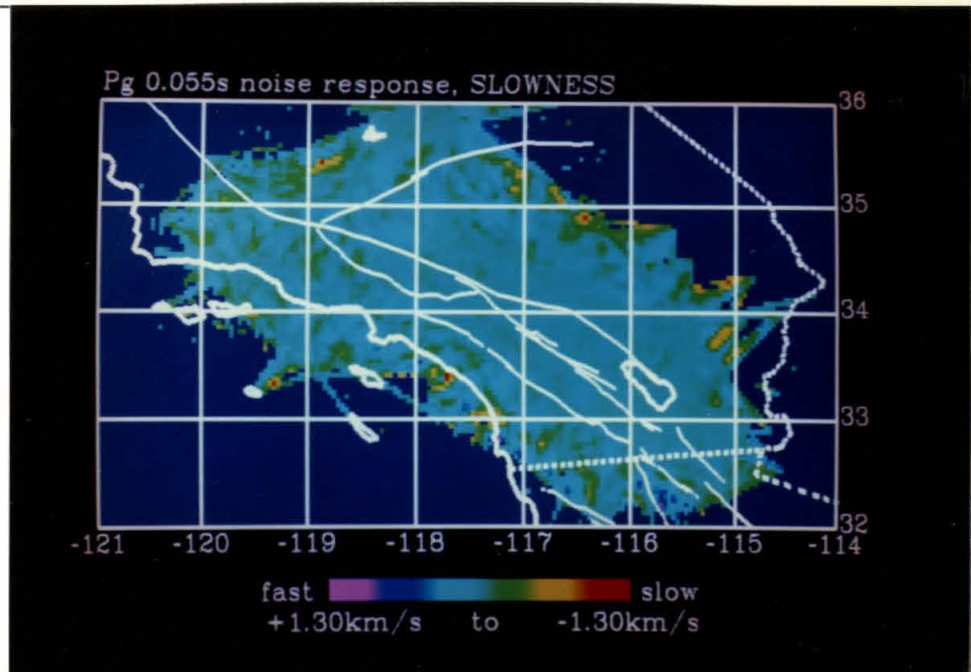 Pg 0.055s noise response, SLOWNESS
36
35
34
33
32
-121 -120 -119 -118 -117 -116 -115 -114
fast slow
+1.30km/s to -1.30km/s